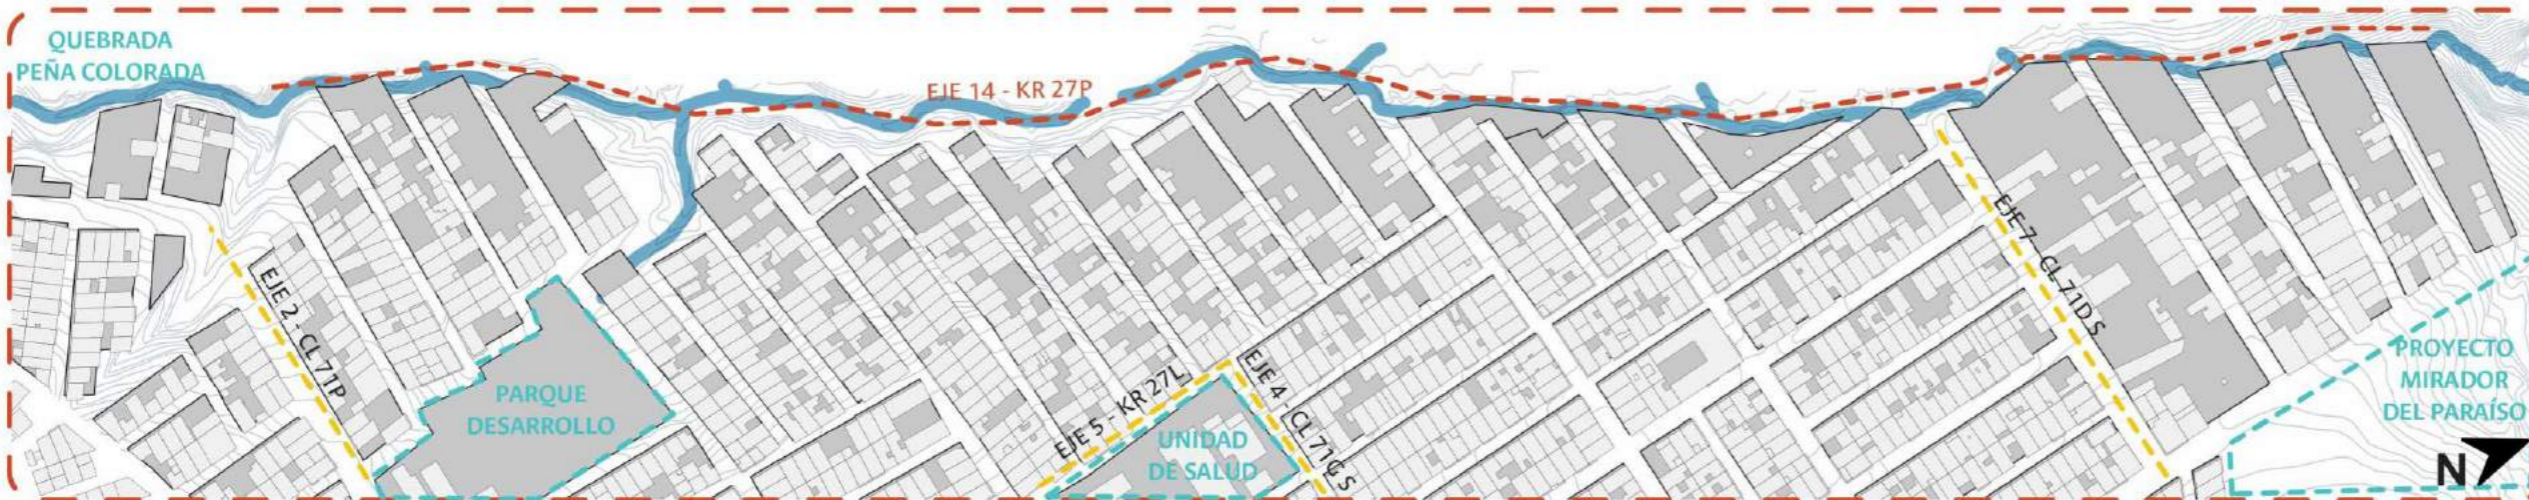 QUEBRADA
PEÑA COLORADA
EJE 14 - KR 27P
EJE 2 - CL 71P
PARQUE
DESARROLLO
EJE 5 - KR 27L
UNIDAD
DE SALUD
EJE 4 - CL 71G S
EJE 7 - CL 71D S
PROYECTO
MIRADOR
DEL PARAÍSO
N